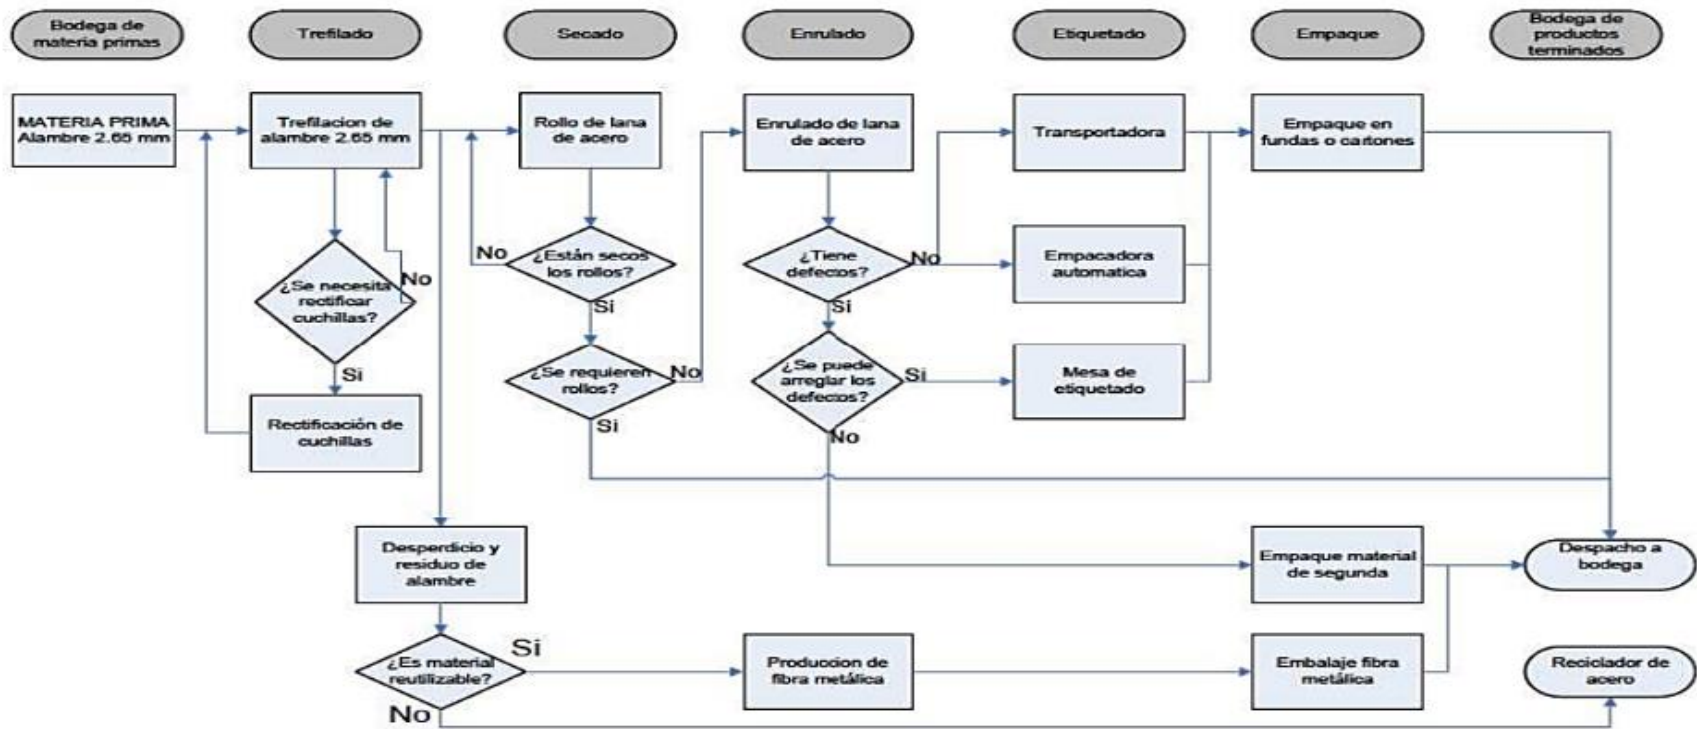 Bodega de
materia primas
Trefilado
Secado
Enrulado
Etiquetado
Empaque
Bodega de
productos
terminados
MATERIA PRIMA
Alambre 2.65 mm
Trefilacion de
alambre 2.65 mm
Rollo de lana
de acero
Enrulado de lana
de acero
Transportadora
Empaque en
fundas o cartones
¿Se necesita
rectificar
cuchillas?
No
Si
Rectificación de
cuchillas
¿Están secos
los rollos?
No
Si
¿Se requieren
rollos?
No
Si
¿Tiene
defectos?
No
Si
Empacadora
automatica
¿Se puede
arreglar los
defectos?
Si
No
Mesa de
etiquetado
Desperdicio y
residuo de
alambre
Empaque material
de segunda
Despacho a
bodega
¿Es material
reutilizable?
Si
No
Produccion de
fibra metálica
Embalaje fibra
metálica
Reciclador de
acero